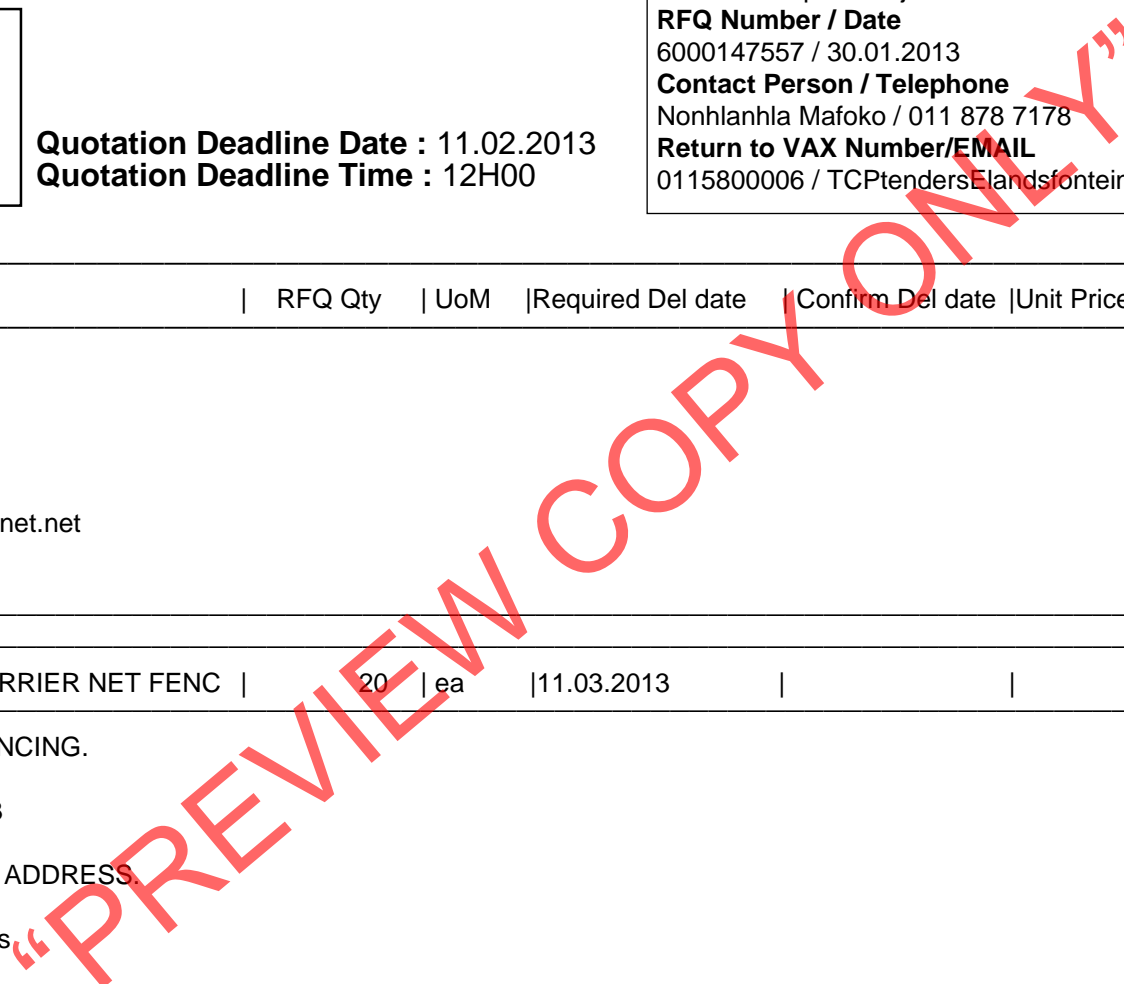 RFQ Number / Date
6000147557 / 30.01.2013
Contact Person / Telephone
Nonhlanhla Mafoko / 011 878 7178
Quotation Deadline Date : 11.02.2013
Return to VAX Number/EMAIL
Quotation Deadline Time : 12H00
0115800006 / TCPtendersElandsfontein
| RFQ Qty | UoM |Required Del date | Confirm Del date |Unit Price
net.net
RRIER NET FENC | 20 | ea |11.03.2013 | |
NCING.
ADDRESS.
s
“PREVIEW COPY ONLY”